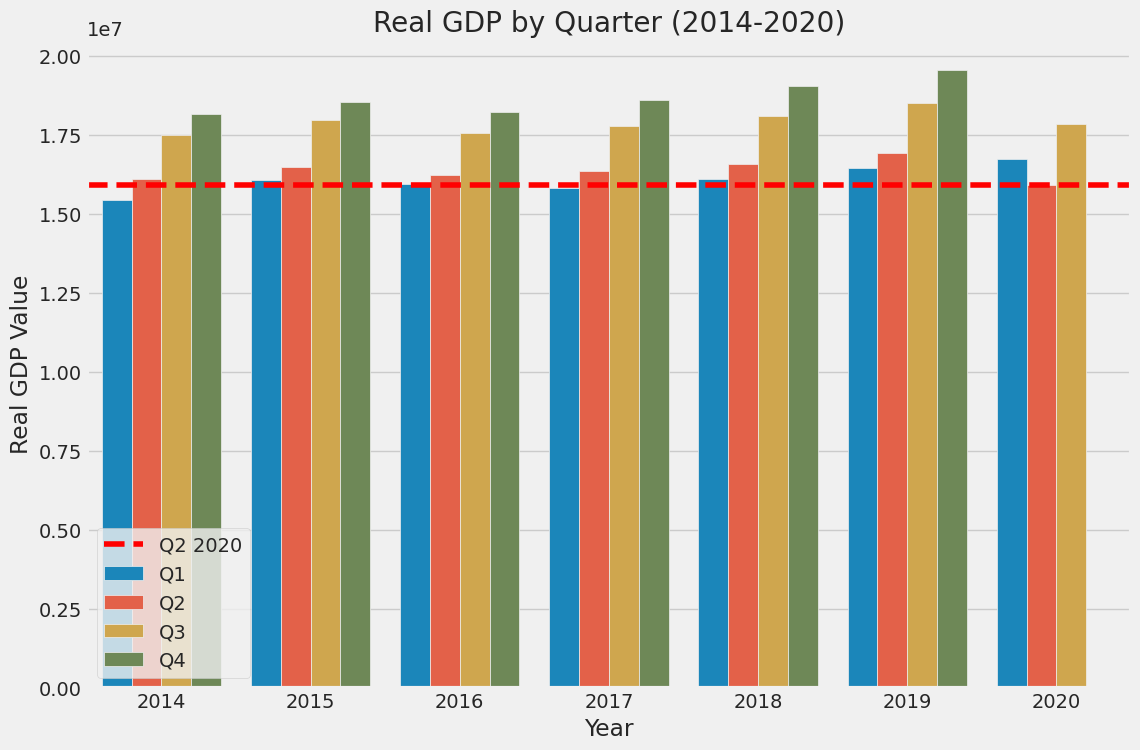 Real GDP by Quarter (2014-2020)
1e7
2.00
1.75
1.50
1.25
1.00
0.75
0.50
0.25
0.00
Real GDP Value
Q2 2020
Q1
Q2
Q3
Q4
2014 2015 2016 2017 2018 2019 2020
Year